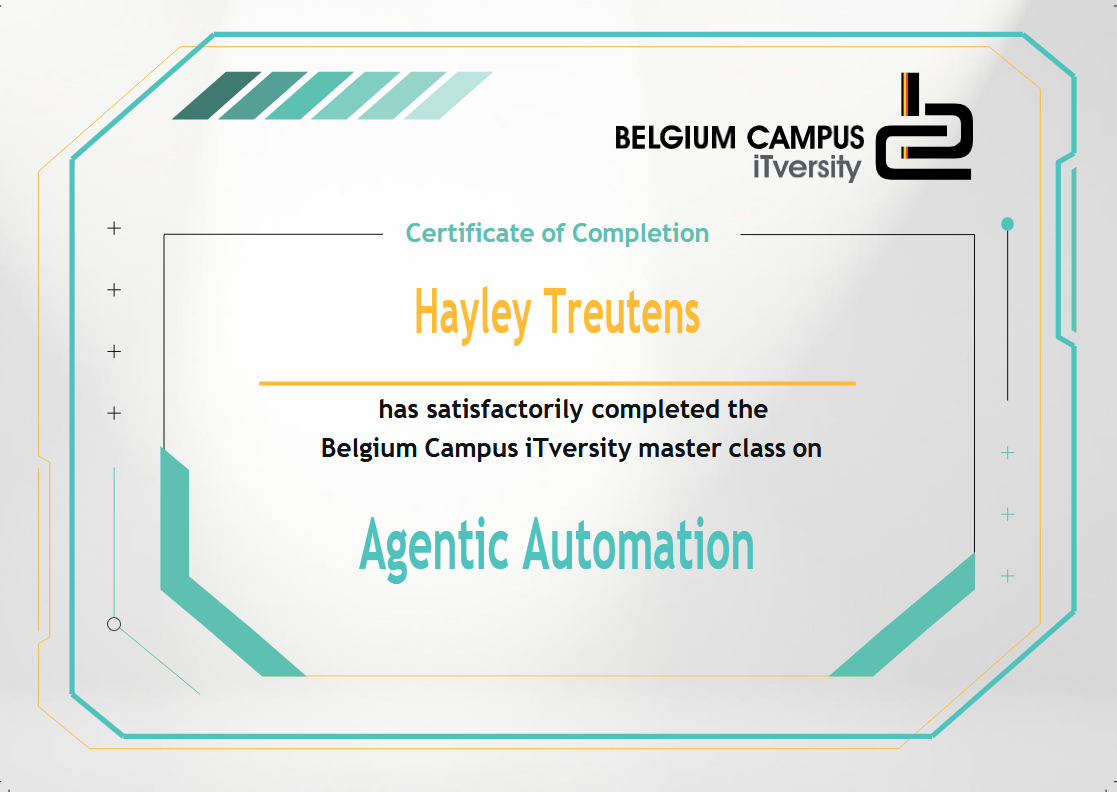 BELGIUM CAMPUS
iTversity
Certificate of Completion
Hayley Treutens
has satisfactorily completed the
Belgium Campus iTversity master class on
Agentic Automation